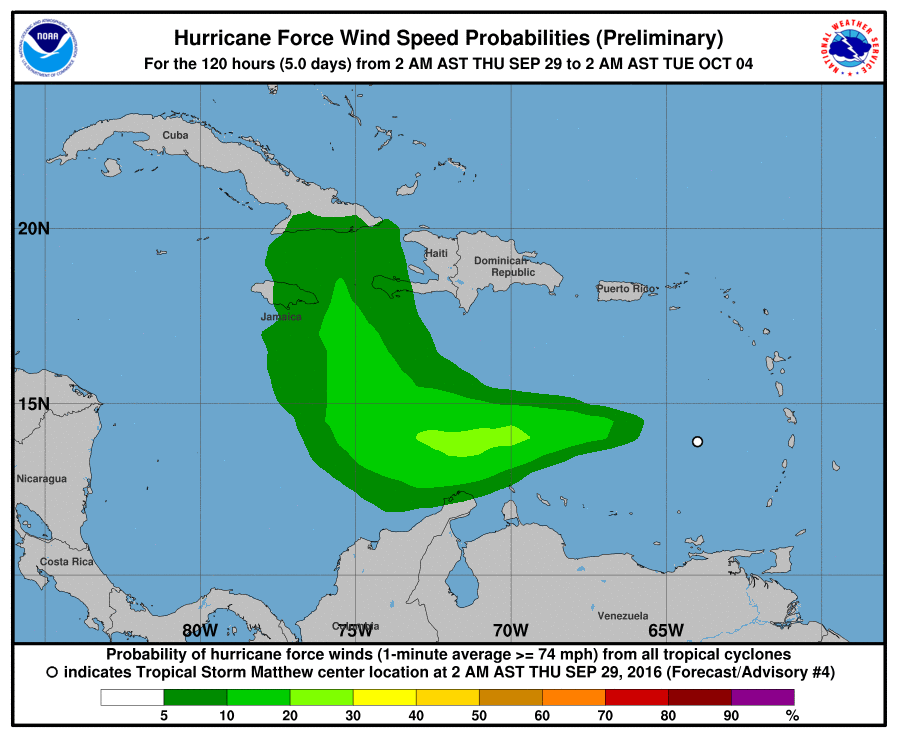 Hurricane Force Wind Speed Probabilities (Preliminary)
For the 120 hours (5.0 days) from 2 AM AST THU SEP 29 to 2 AM AST TUE OCT 04
NOAA
NATIONAL WEATHER SERVICE
Cuba
20N
Haiti
Dominican
Republic
Puerto Rico
Jamaica
15N
Nicaragua
Costa Rica
Venezuela
Colombia
80W
75W
70W
65W
Probability of hurricane force winds (1-minute average >= 74 mph) from all tropical cyclones
indicates Tropical Storm Matthew center location at 2 AM AST THU SEP 29, 2016 (Forecast/Advisory #4)
5 10 20 30 40 50 60 70 80 90 %